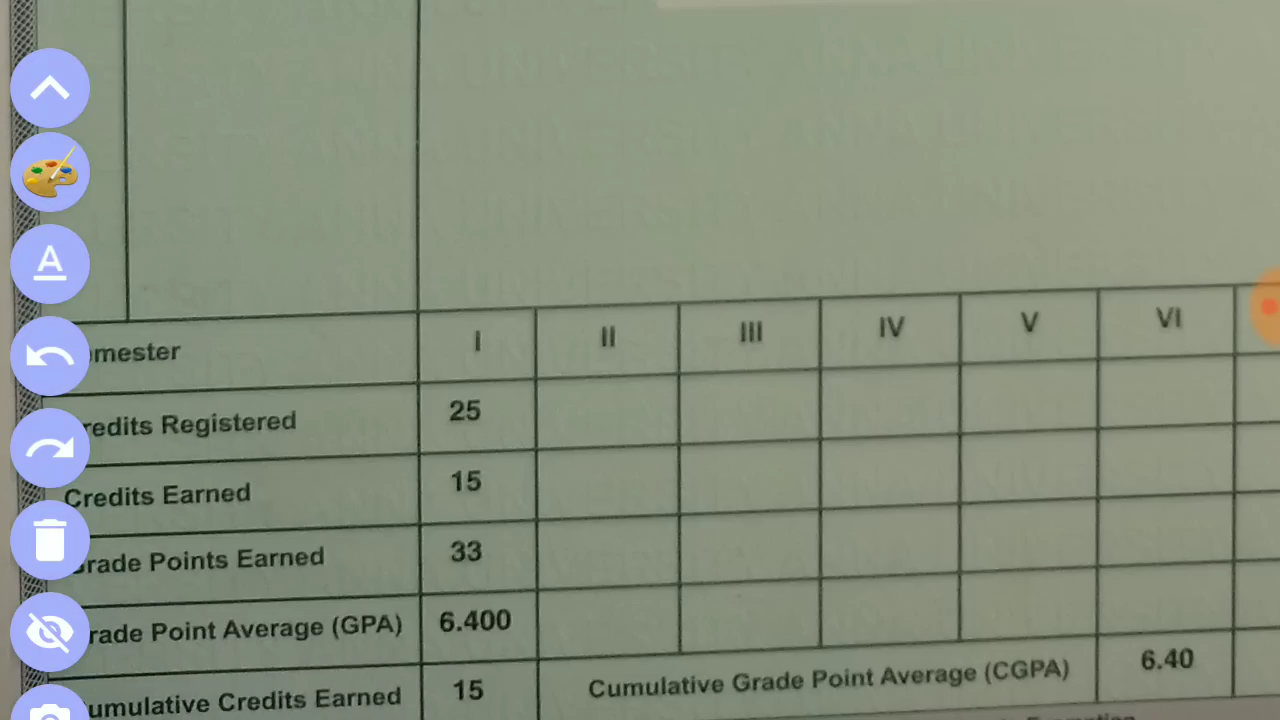 emester I II III IV V VI
redits Registered 25
Credits Earned 15
rade Points Earned 33
rade Point Average (GPA) 6.400
umulative Credits Earned 15 Cumulative Grade Point Average (CGPA) 6.40